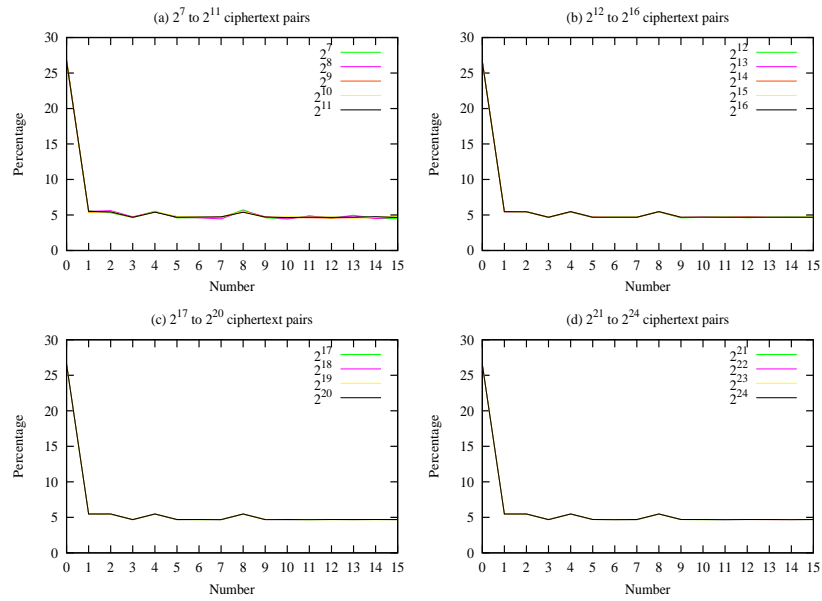 (a) 2^7 to 2^11 ciphertext pairs
30
25
20
15
10
5
0
Percentage
2^7
2^8
2^9
2^10
2^11
0 1 2 3 4 5 6 7 8 9 10 11 12 13 14 15
Number
(b) 2^12 to 2^16 ciphertext pairs
30
25
20
15
10
5
0
Percentage
2^12
2^13
2^14
2^15
2^16
0 1 2 3 4 5 6 7 8 9 10 11 12 13 14 15
Number
(c) 2^17 to 2^20 ciphertext pairs
30
25
20
15
10
5
0
Percentage
2^17
2^18
2^19
2^20
0 1 2 3 4 5 6 7 8 9 10 11 12 13 14 15
Number
(d) 2^21 to 2^24 ciphertext pairs
30
25
20
15
10
5
0
Percentage
2^21
2^22
2^23
2^24
0 1 2 3 4 5 6 7 8 9 10 11 12 13 14 15
Number